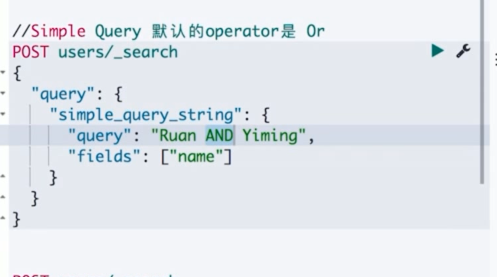 //Simple Query 默认的operator是 Or
POST users/_search
{
  "query": {
    "simple_query_string": {
      "query": "Ruan AND Yiming",
      "fields": ["name"]
    }
  }
}